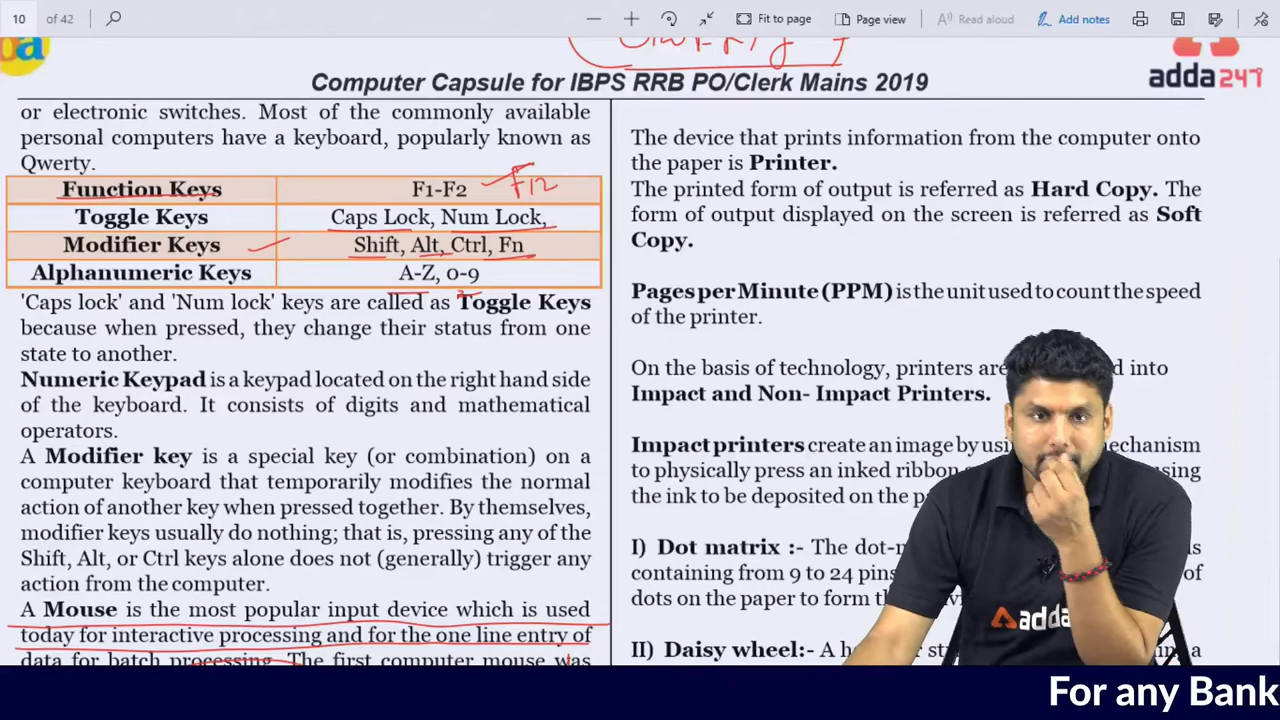 10 of 42
Fit to page
Page view
Read aloud
Add notes
Computer Capsule for IBPS RRB PO/Clerk Mains 2019
adda247
or electronic switches. Most of the commonly available
personal computers have a keyboard, popularly known as
Qwerty.
Function Keys F1-F2 F12
Toggle Keys Caps Lock, Num Lock,
Modifier Keys Shift, Alt, Ctrl, Fn
Alphanumeric Keys A-Z, 0-9
'Caps lock' and 'Num lock' keys are called as Toggle Keys
because when pressed, they change their status from one
state to another.
Numeric Keypad is a keypad located on the right hand side
of the keyboard. It consists of digits and mathematical
operators.
A Modifier key is a special key (or combination) on a
computer keyboard that temporarily modifies the normal
action of another key when pressed together. By themselves,
modifier keys usually do nothing; that is, pressing any of the
Shift, Alt, or Ctrl keys alone does not (generally) trigger any
action from the computer.
A Mouse is the most popular input device which is used
today for interactive processing and for the one line entry of
data for batch processing. The first computer mouse was
The device that prints information from the computer onto
the paper is Printer.
The printed form of output is referred as Hard Copy. The
form of output displayed on the screen is referred as Soft
Copy.
Pages per Minute (PPM) is the unit used to count the speed
of the printer.
On the basis of technology, printers are into
Impact and Non- Impact Printers.
Impact printers create an image by
to physically press an inked ribbon
the ink to be deposited on the
I) Dot matrix :- The
containing from 9 to 24 pins of
dots on the paper to form
II) Daisy wheel:- A a
adda
For any Bank